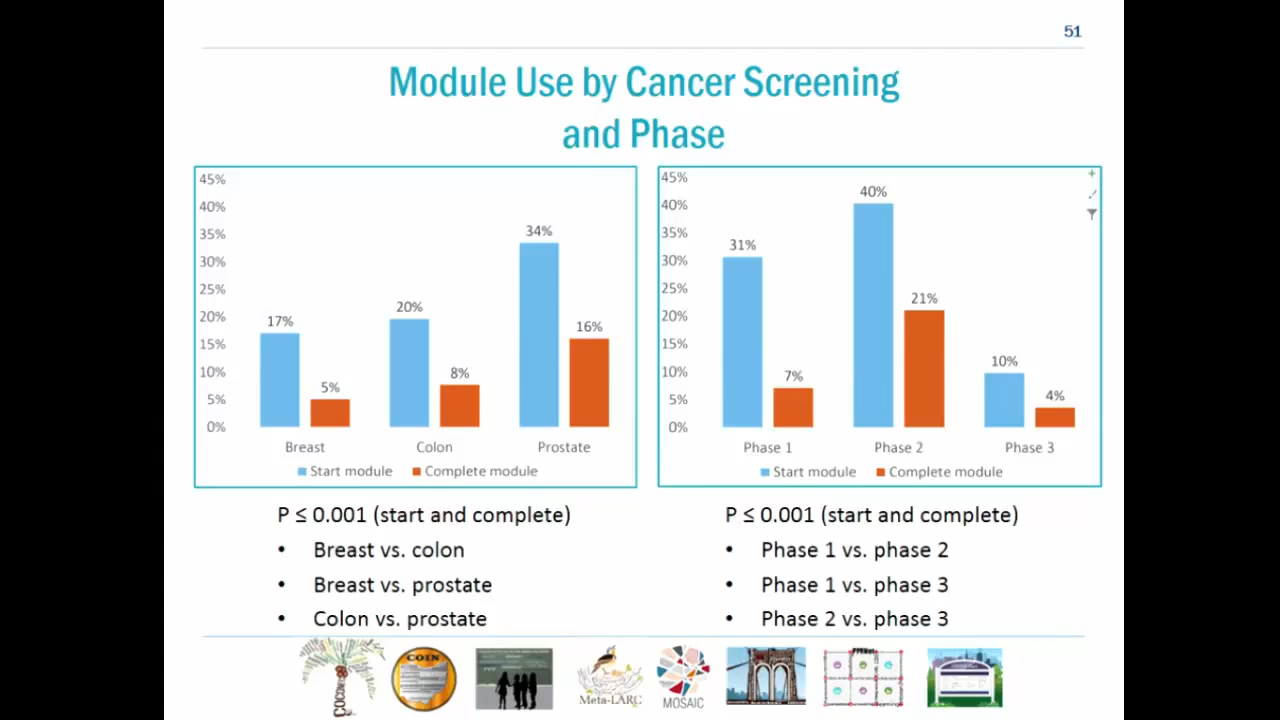 51
Module Use by Cancer Screening
and Phase
45%
40%
35%
30%
25%
20%
15%
10%
5%
0%
17%
5%
20%
8%
34%
16%
Breast
Colon
Prostate
Start module
Complete module
45%
40%
35%
30%
25%
20%
15%
10%
5%
0%
31%
7%
40%
21%
10%
4%
Phase 1
Phase 2
Phase 3
Start module
Complete module
P ≤ 0.001 (start and complete)
• Breast vs. colon
• Breast vs. prostate
• Colon vs. prostate
P ≤ 0.001 (start and complete)
• Phase 1 vs. phase 2
• Phase 1 vs. phase 3
• Phase 2 vs. phase 3
COIN
Meta-LARC
MOSAIC
PPRNet